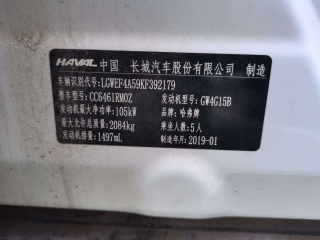 HAVAL 中国 长城汽车股份有限公司 制造
车辆识别代号:LGWEF4A59KF392179
整车型号:CC6461RM0Z 发动机型号:GW4G15B
发动机最大净功率:105kW 品牌:哈弗牌
最大允许总质量:2084kg 乘坐人数:5人
发动机排量:1497mL 制造年月:2019-01